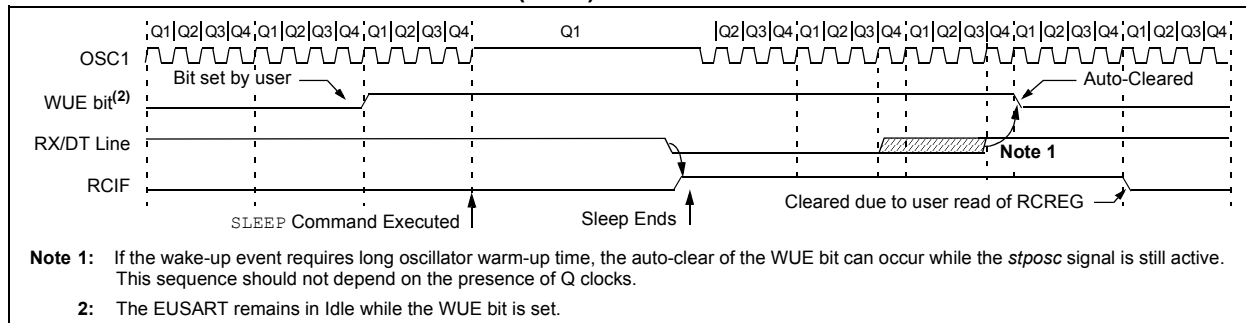 Q1 Q2 Q3 Q4 Q1 Q2 Q3 Q4 Q1 Q2 Q3 Q4 Q1 Q2 Q3 Q4 Q1 Q2 Q3 Q4 Q1 Q2 Q3 Q4 Q1 Q2 Q3 Q4
OSC1
Bit set by user
Auto-Cleared
WUE bit(2)
RX/DT Line
Note 1
RCIF
Cleared due to user read of RCREG
SLEEP Command Executed
Sleep Ends
Note 1: If the wake-up event requires long oscillator warm-up time, the auto-clear of the WUE bit can occur while the stposc signal is still active.
This sequence should not depend on the presence of Q clocks.
2: The EUSART remains in Idle while the WUE bit is set.